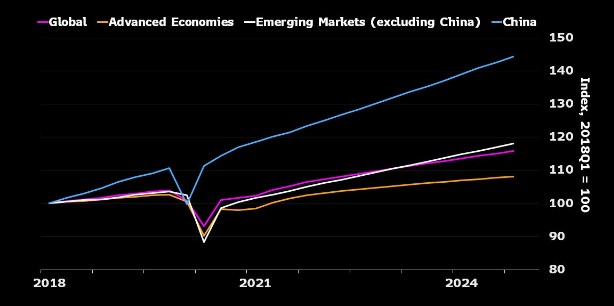 Global Advanced Economies Emerging Markets (excluding China) China
150
140
130
120
110
100
90
80
Index, 2018Q1 = 100
2018 2021 2024